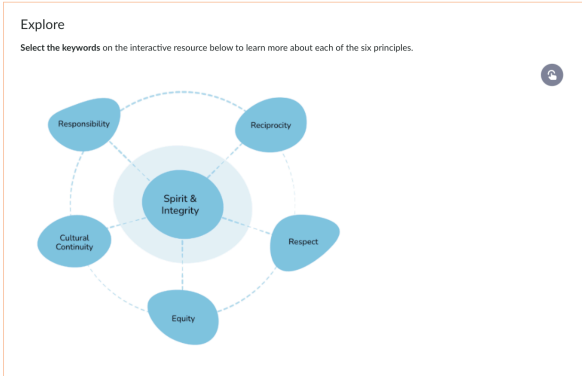 Explore
Select the keywords on the interactive resource below to learn more about each of the six principles.
Responsibility
Reciprocity
Spirit &
Integrity
Cultural
Continuity
Respect
Equity